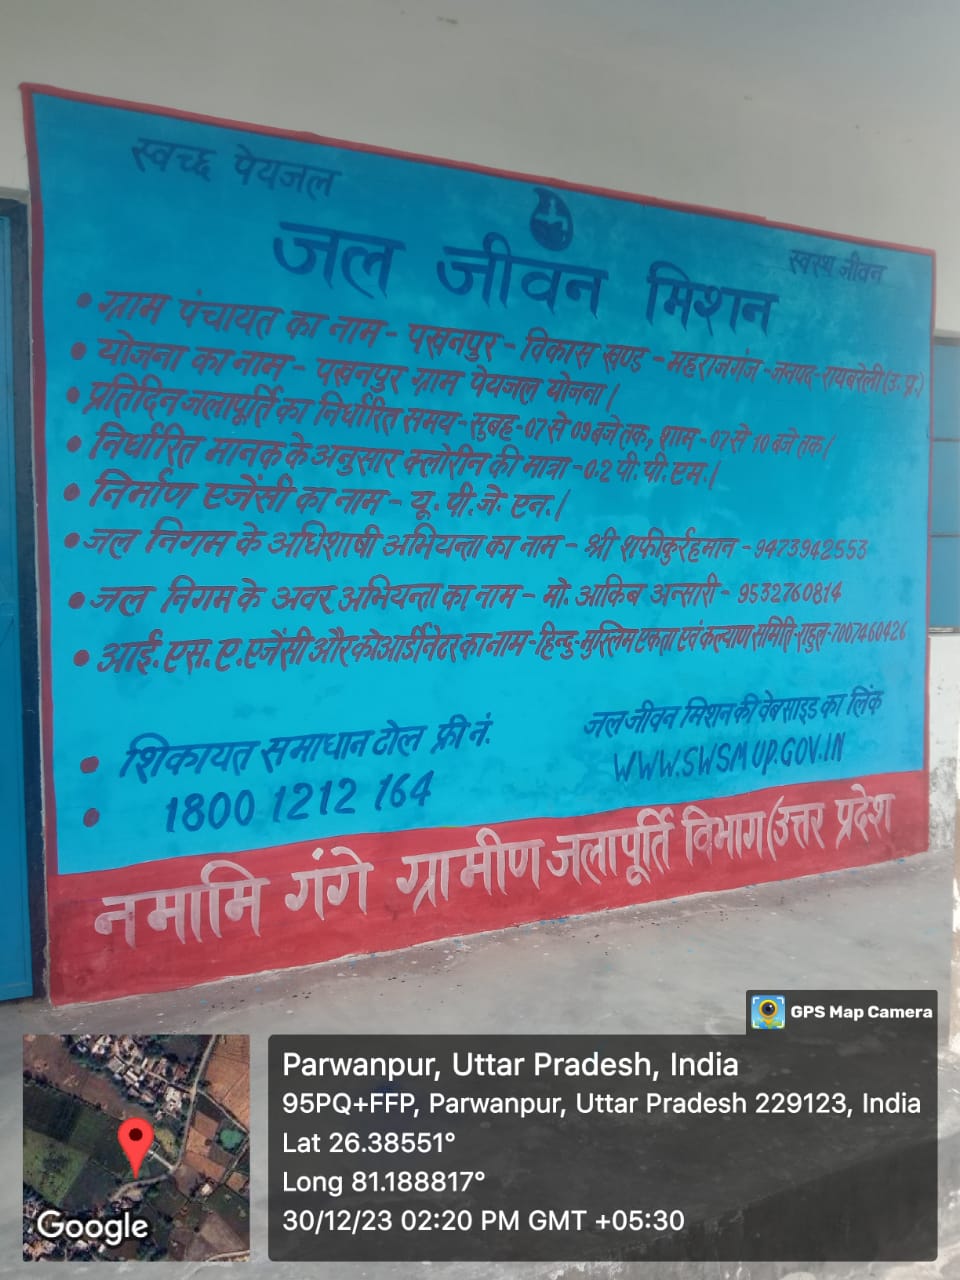 स्वच्छ पेयजल
स्वस्थ जीवन
जल जीवन मिशन
• ग्राम पंचायत का नाम - पखनपुर - विकास खण्ड - महराजगंज - जनपद - रायबरेली (उ. प्र.)
• योजना का नाम - पखनपुर ग्राम पेयजल योजना।
• प्रतिदिन जलापूर्ति का निर्धारित समय - सुबह - 07 से 09 बजे तक, शाम - 07 से 10 बजे तक।
• निर्धारित मानक के अनुसार क्लोरीन की मात्रा - 0.2 पी. पी. एम.।
• निर्माण एजेंसी का नाम - यू. पी. जे. एन.।
• जल निगम के अधिशाषी अभियन्ता का नाम - श्री शफीकुर्रहमान - 9473942553
• जल निगम के अवर अभियन्ता का नाम - मो. आकिब अन्सारी - 9532760814
• आई. एस. ए. एजेंसी और कोआर्डीनेटर का नाम - हिन्दु-मुस्लिम एकता एवं कल्याण समिति - राहुल - 7007460426
• शिकायत समाधान टोल फ्री नं.
• 1800 1212 164
जल जीवन मिशन की वेबसाइड का लिंक
WWW.SWSMUP.GOV.IN
नमामि गंगे ग्रामीण जलापूर्ति विभाग (उत्तर प्रदेश
GPS Map Camera
Parwanpur, Uttar Pradesh, India
95PQ+FFP, Parwanpur, Uttar Pradesh 229123, India
Lat 26.38551°
Long 81.188817°
30/12/23 02:20 PM GMT +05:30
Google